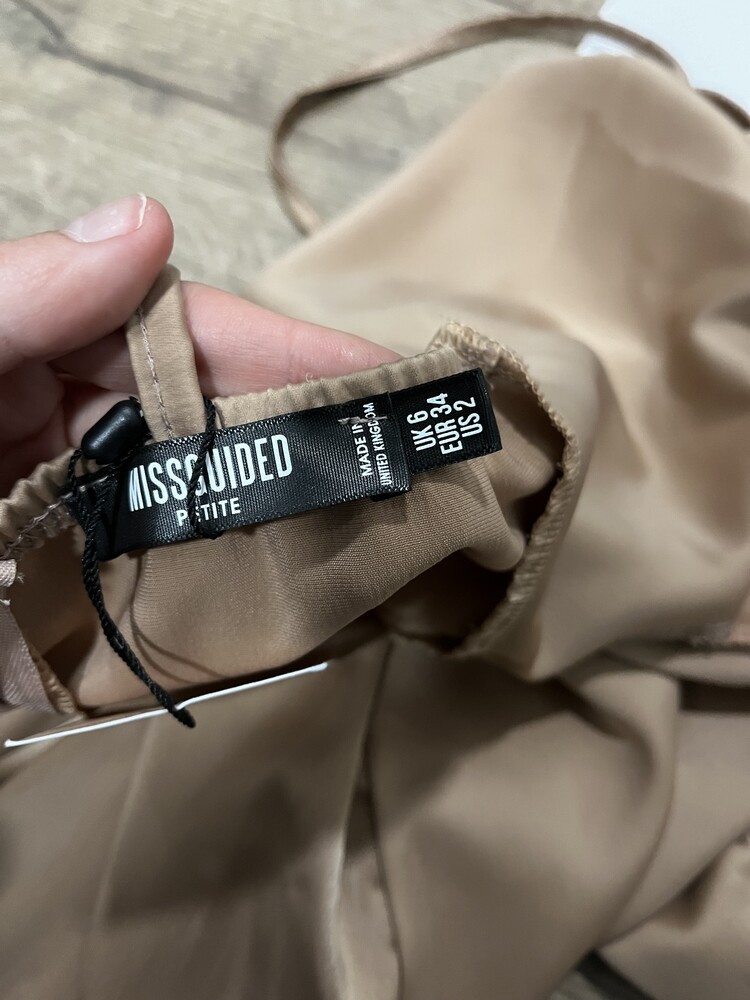 MISSGUIDED
PETITE
MADE IN
UNITED KINGDOM
UK 6
EUR 34
US 2